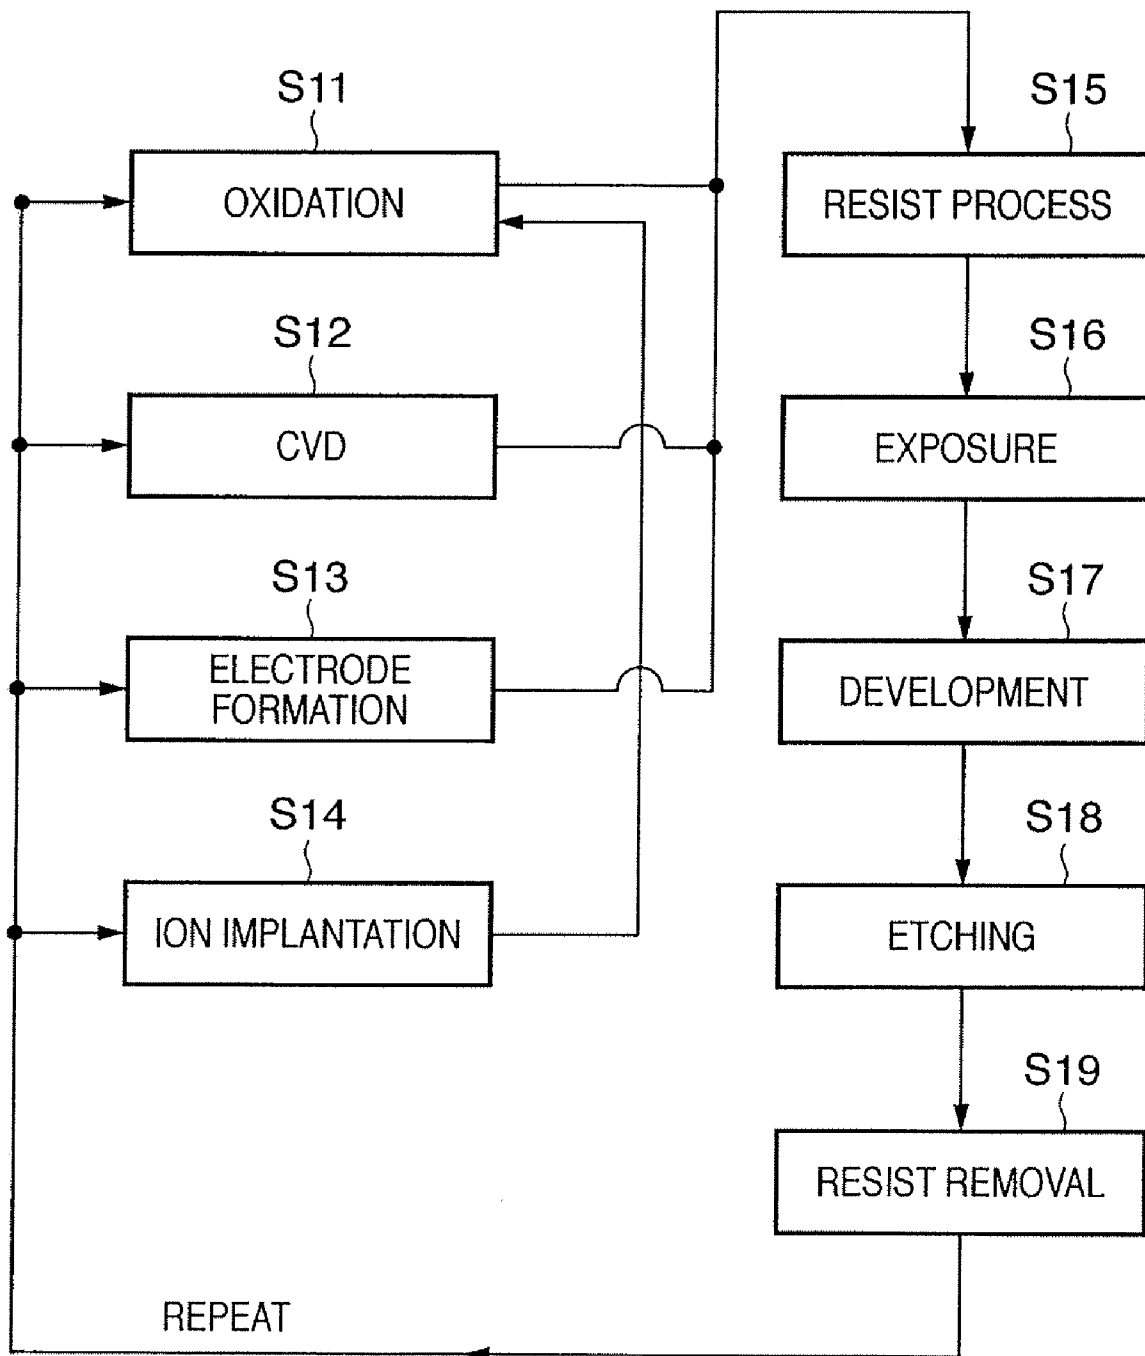 S11
OXIDATION
S12
CVD
S13
ELECTRODE
FORMATION
S14
ION IMPLANTATION
S15
RESIST PROCESS
S16
EXPOSURE
S17
DEVELOPMENT
S18
ETCHING
S19
RESIST REMOVAL
REPEAT